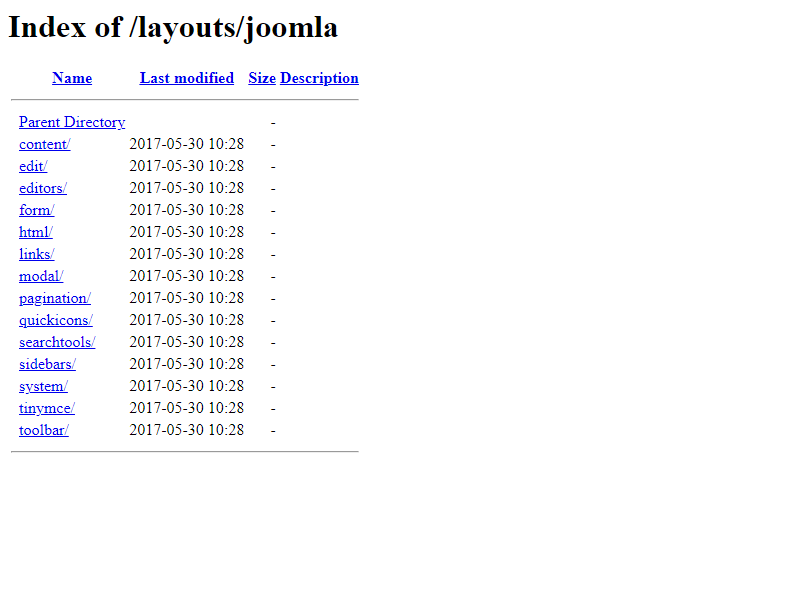 Index of /layouts/joomla
Name Last modified Size Description
Parent Directory -
content/ 2017-05-30 10:28 -
edit/ 2017-05-30 10:28 -
editors/ 2017-05-30 10:28 -
form/ 2017-05-30 10:28 -
html/ 2017-05-30 10:28 -
links/ 2017-05-30 10:28 -
modal/ 2017-05-30 10:28 -
pagination/ 2017-05-30 10:28 -
quickicons/ 2017-05-30 10:28 -
searchtools/ 2017-05-30 10:28 -
sidebars/ 2017-05-30 10:28 -
system/ 2017-05-30 10:28 -
tinymce/ 2017-05-30 10:28 -
toolbar/ 2017-05-30 10:28 -